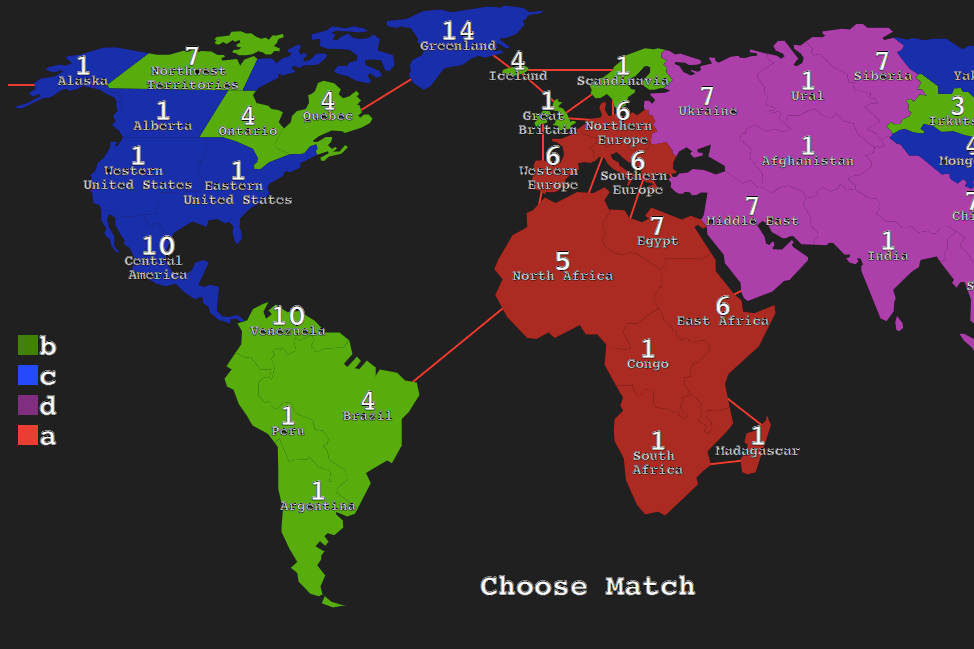 14
Greenland
1
Alaska
7
Northwest
Territories
4
Iceland
1
Scandinavia
7
Siberia
Yak
1
Alberta
4
Ontario
4
Quebec
1
Great
Britain
6
Northern
Europe
7
Ukraine
1
Ural
3
Irkuts
1
Western
United States
1
Eastern
United States
6
Western
Europe
6
Southern
Europe
1
Afghanistan
4
Mong
10
Central
America
5
North Africa
7
Egypt
7
Middle East
1
India
7
Chi
S
10
Venezuela
6
East Africa
1
Congo
b
c
d
a
1
Peru
4
Brazil
1
South
Africa
1
Madagascar
1
Argentina
Choose Match